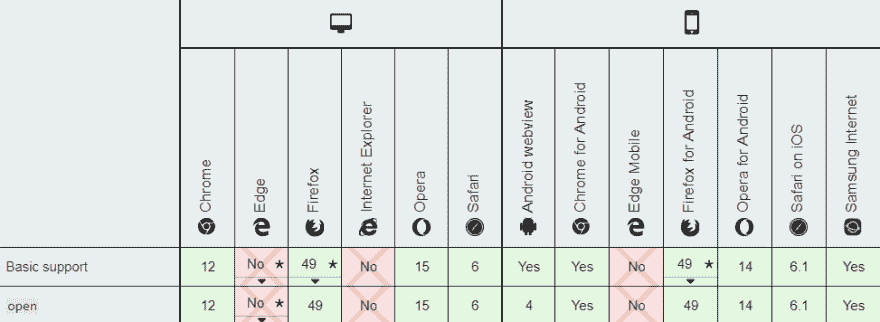 Chrome
Edge
Firefox
Internet Explorer
Opera
Safari
Android webview
Chrome for Android
Edge Mobile
Firefox for Android
Opera for Android
Safari on iOS
Samsung Internet
Basic support 12 No * 49 * No 15 6 Yes Yes No 49 * 14 6.1 Yes
open 12 No * 49 No 15 6 4 Yes No 49 14 6.1 Yes